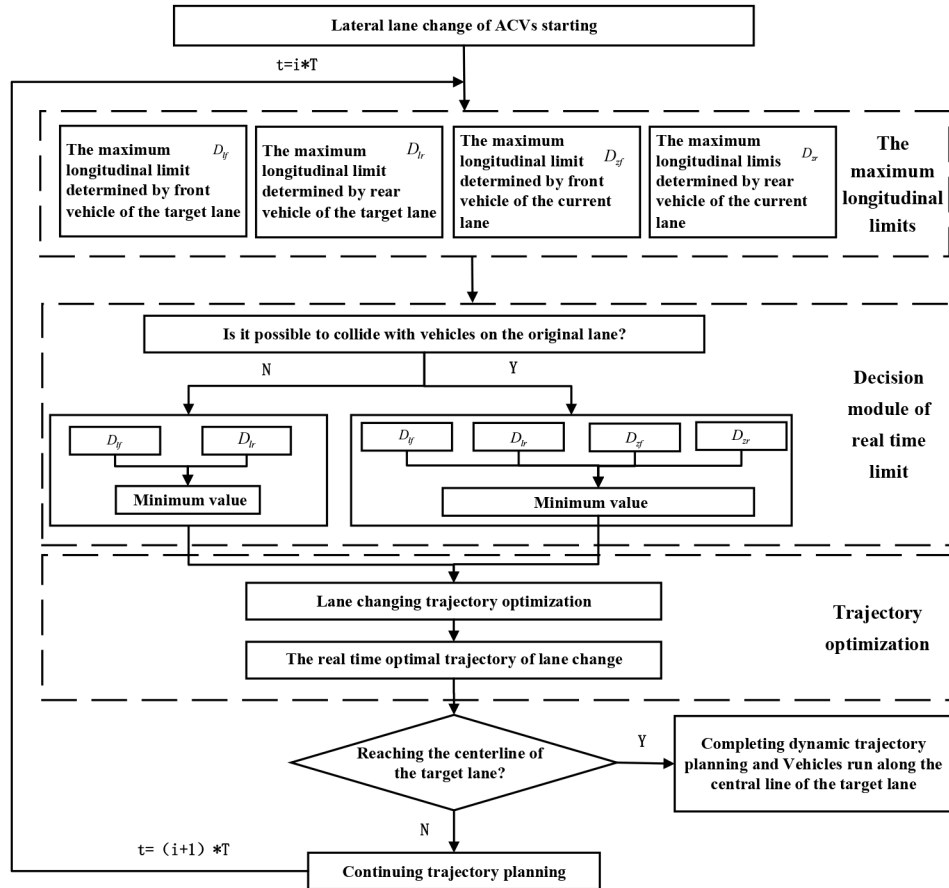 Lateral lane change of ACVs starting
t=i*T
The maximum D_lf
longitudinal limit
determined by front
vehicle of the target lane
The maximum D_lr
longitudinal limit
determined by rear
vehicle of the target lane
The maximum
longitudinal limit D_zf
determined by front
vehicle of the current
lane
The maximum D_zr
longitudinal limis
determined by rear
vehicle of the current
lane
The
maximum
longitudinal
limits
Is it possible to collide with vehicles on the original lane?
N
Y
D_lf
D_lr
Minimum value
D_lf
D_lr
D_zf
D_zr
Minimum value
Decision
module of
real time
limit
Lane changing trajectory optimization
The real time optimal trajectory of lane change
Trajectory
optimization
Reaching the centerline of
the target lane?
Y
Completing dynamic trajectory
planning and Vehicles run along the
central line of the target lane
N
t= (i+1) *T
Continuing trajectory planning